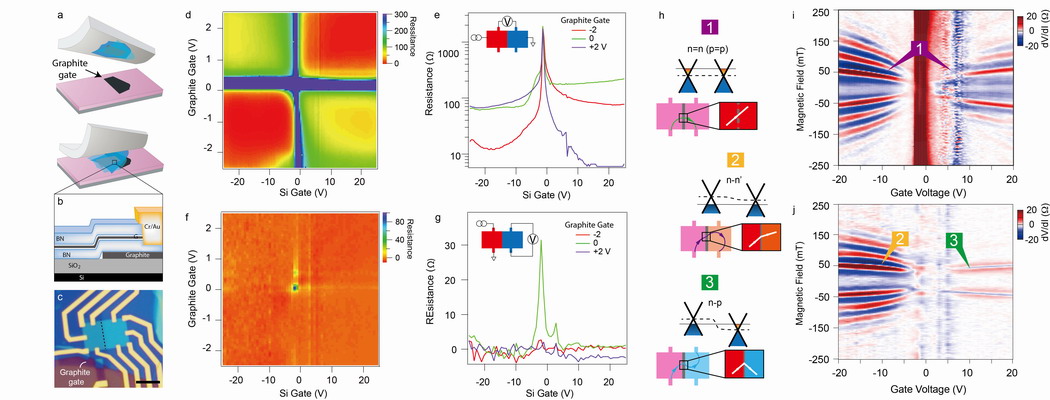 a
Graphite
gate
b
BN
BN
G
Cr/Au
Graphite
SiO2
Si
c
Graphite
gate
d
Graphite Gate (V)
2
1
0
-1
-2
-20
-10
0
10
20
Si Gate (V)
300
200
100
0
Ressitance (Ω)
e
Resistance (Ω)
1000
100
10
V
Graphite Gate
-2
0
+2 V
-20
-10
0
10
20
Si Gate (V)
f
Graphite Gate (V)
2
1
0
-1
-2
-20
-10
0
10
20
Si Gate (V)
80
40
0
Resistance (Ω)
g
REsistance (Ω)
30
20
10
0
V
Graphite Gate
-2
0
+2 V
-20
-10
0
10
20
Si Gate (V)
h
1
n=n (p=p)
2
n-n'
3
n-p
i
Magnetic Field (mT)
250
150
50
-50
-150
-250
1
-20
-10
0
10
20
Gate Voltage (V)
20
0
-20
dV/dI (Ω)
j
Magnetic Field (mT)
250
150
50
-50
-150
-250
2
3
-20
-10
0
10
20
Gate Voltage (V)
20
0
-20
dV/dI (Ω)